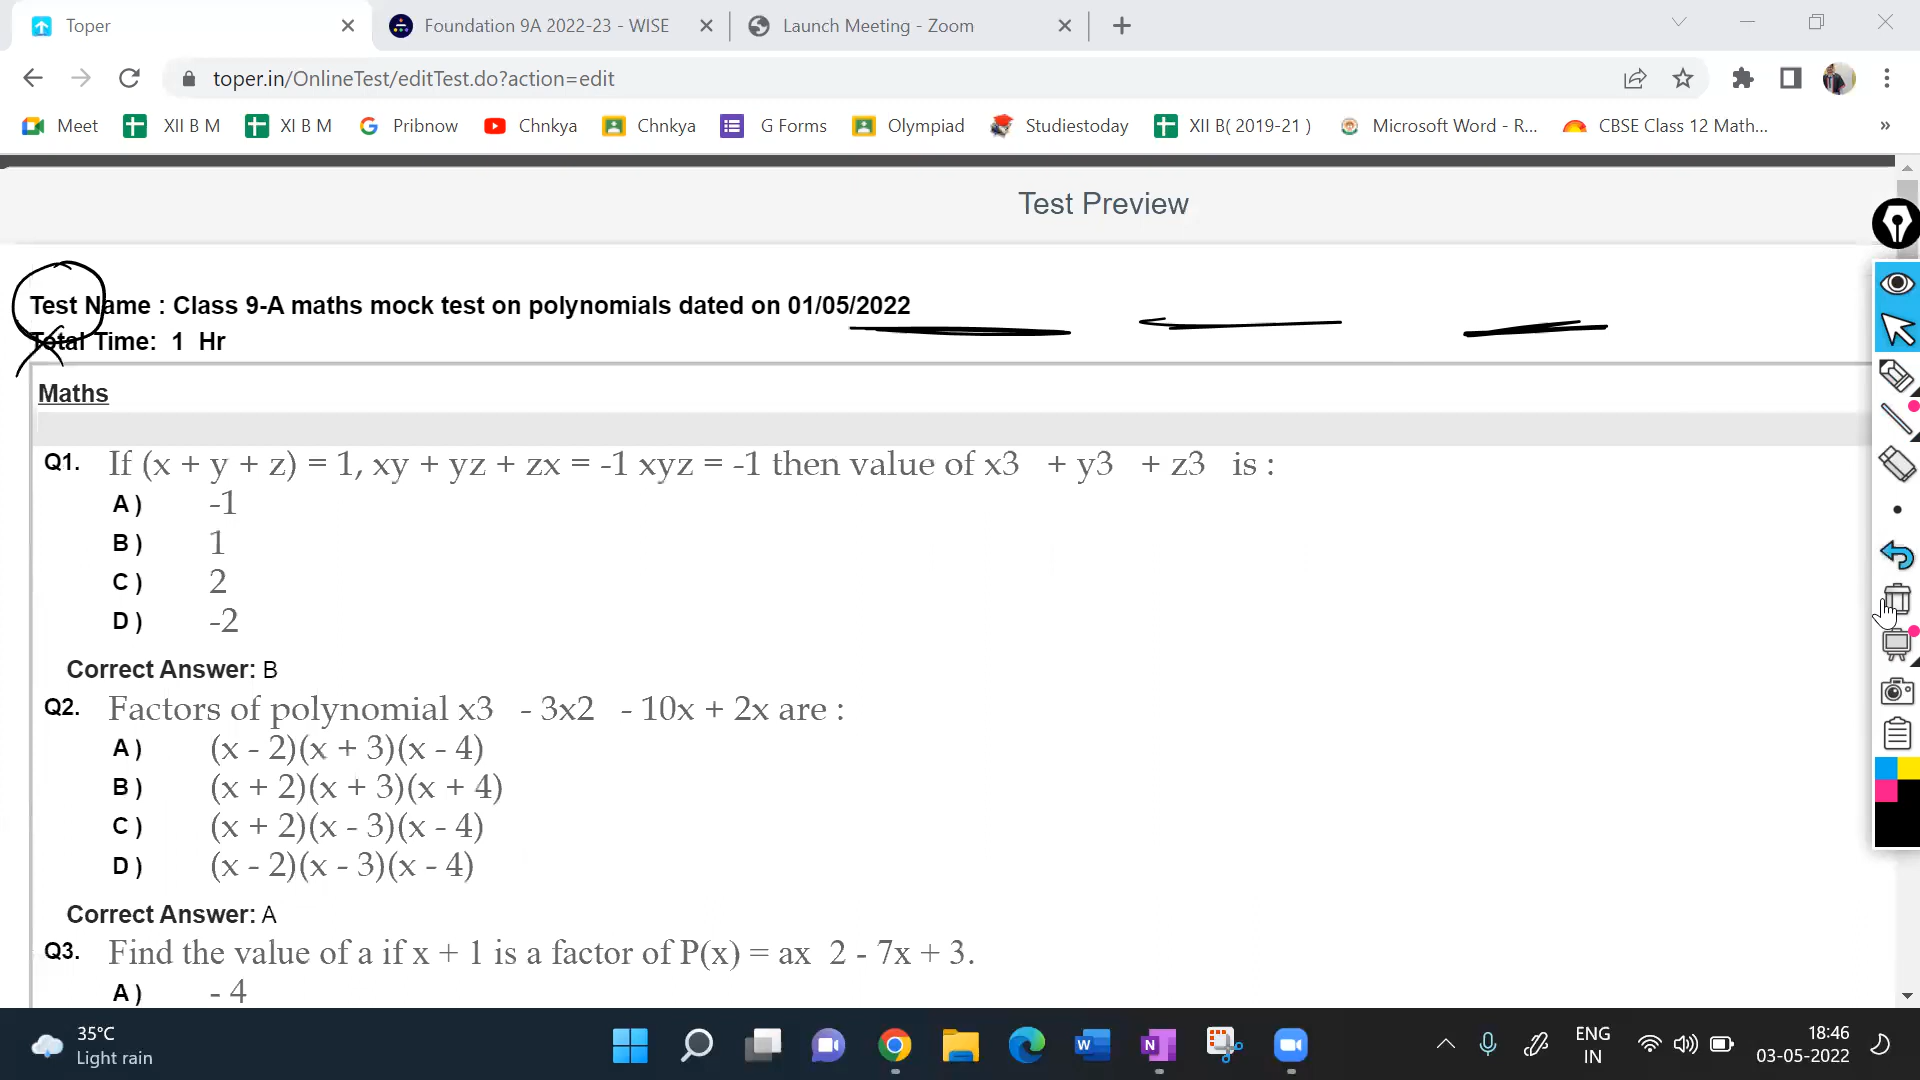 Toper
Foundation 9A 2022-23 - WISE
Launch Meeting - Zoom
toper.in/OnlineTest/editTest.do?action=edit
Meet
XII B M
XI B M
Pribnow
Chnkya
Chnkya
G Forms
Olympiad
Studiestoday
XII B( 2019-21 )
Microsoft Word - R...
CBSE Class 12 Math...
»
Test Preview
Test Name : Class 9-A maths mock test on polynomials dated on 01/05/2022
Total Time: 1 Hr
Maths
Q1. If (x + y + z) = 1, xy + yz + zx = -1 xyz = -1 then value of x3 + y3 + z3 is :
A ) -1
B ) 1
C ) 2
D ) -2
Correct Answer: B
Q2. Factors of polynomial x3 - 3x2 - 10x + 2x are :
A ) (x - 2)(x + 3)(x - 4)
B ) (x + 2)(x + 3)(x + 4)
C ) (x + 2)(x - 3)(x - 4)
D ) (x - 2)(x - 3)(x - 4)
Correct Answer: A
Q3. Find the value of a if x + 1 is a factor of P(x) = ax 2 - 7x + 3.
A ) - 4
35°C
Light rain
ENG
IN
18:46
03-05-2022